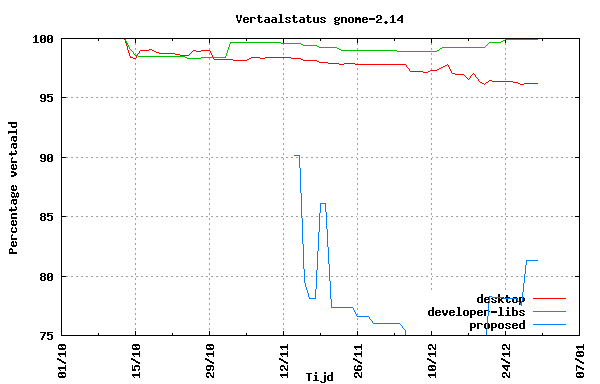 Vertaalstatus gnome-2.14
Percentage vertaald
100
95
90
85
80
75
desktop
developer-libs
proposed
01/10 15/10 29/10 12/11 26/11 10/12 24/12 07/01
Tijd